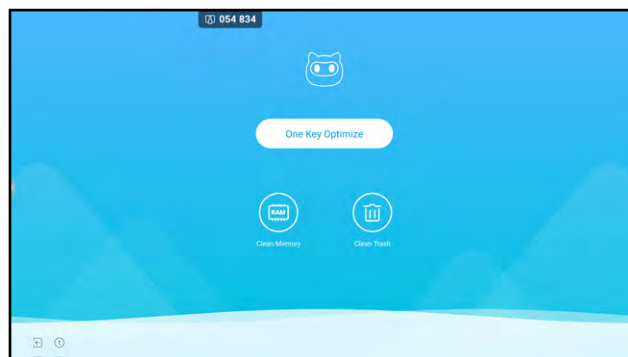 054 834
One Key Optimize
RAM
Clean Memory
Clean Trash